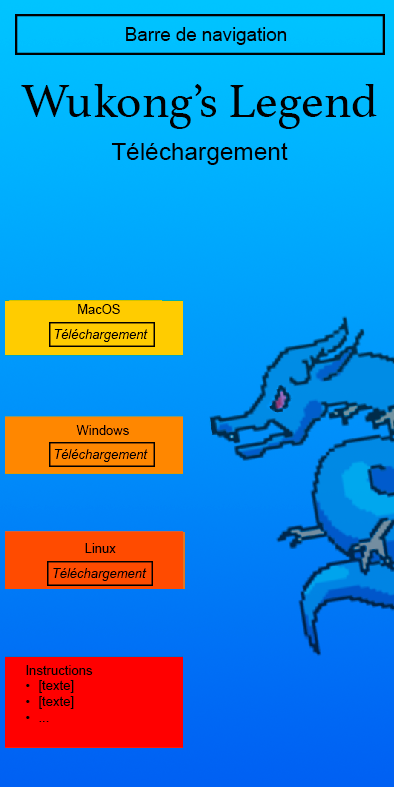 Barre de navigation
Wukong’s Legend
Téléchargement
MacOS
Téléchargement
Windows
Téléchargement
Linux
Téléchargement
Instructions
• [texte]
• [texte]
• ...